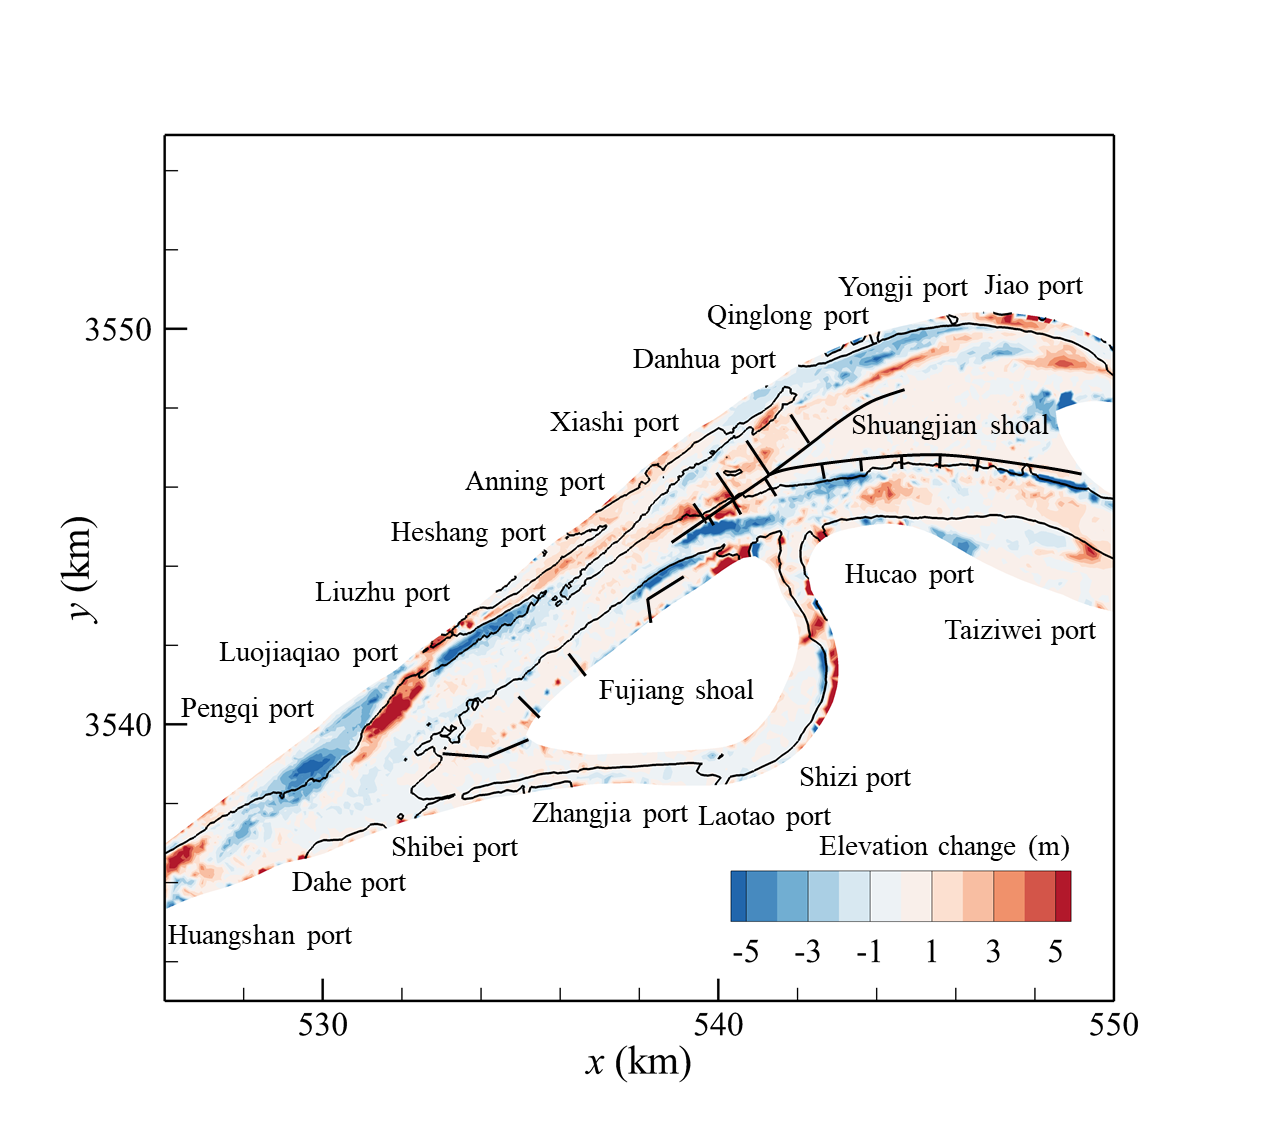 Yongji port
Jiao port
Qinglong port
3550
Danhua port
Xiashi port
Shuangjian shoal
Anning port
Heshang port
Hucao port
Liuzhu port
Taiziwei port
Luojiaqiao port
Fujiang shoal
Pengqi port
3540
Shizi port
Zhangjia port
Laotao port
Shibei port
Elevation change (m)
Dahe port
Huangshan port
-5 -3 -1 1 3 5
530 540 550
x (km)
y (km)